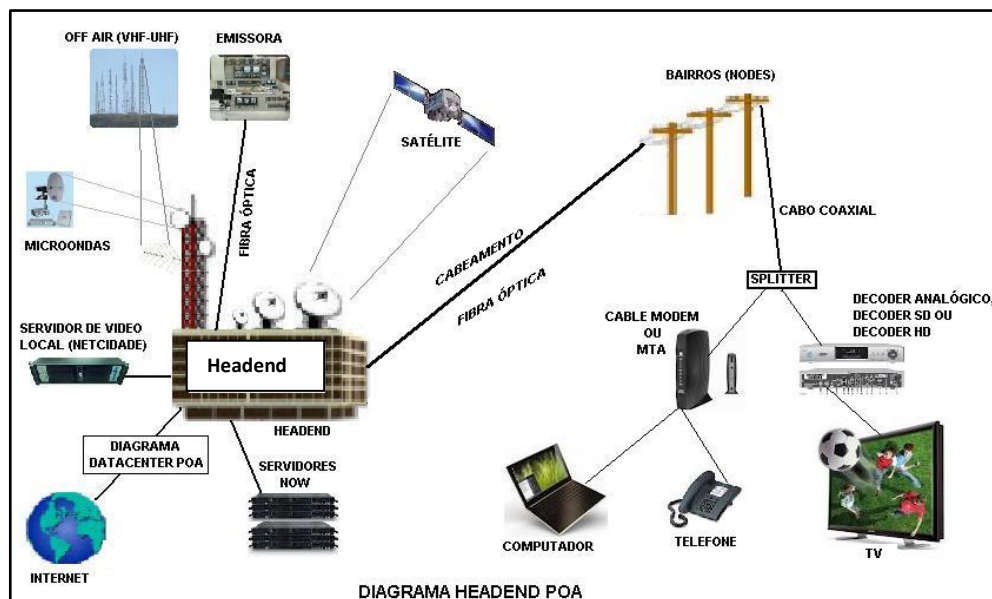 OFF AIR (VHF-UHF)
EMISSORA
SATÉLITE
BAIRROS (NODES)
MICROONDAS
FIBRA ÓPTICA
CABEAMENTO
FIBRA ÓPTICA
CABO COAXIAL
SPLITTER
SERVIDOR DE VIDEO
LOCAL (NETCIDADE)
Headend
HEADEND
CABLE MODEM
OU
MTA
DECODER ANALÓGICO,
DECODER SD OU
DECODER HD
DIAGRAMA
DATACENTER POA
SERVIDORES
NOW
INTERNET
COMPUTADOR
TELEFONE
TV
DIAGRAMA HEADEND POA